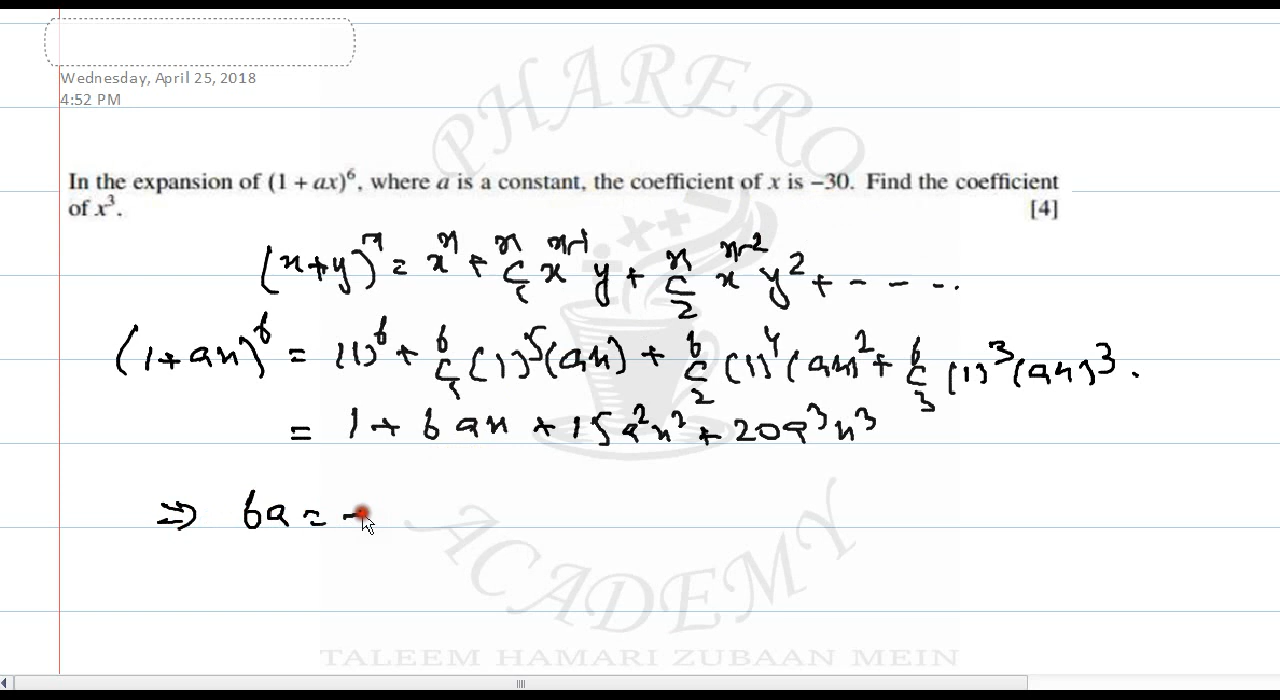 Wednesday, April 25, 2018
4:52 PM
PHARERO
In the expansion of (1 + ax)⁶, where a is a constant, the coefficient of x is −30. Find the coefficient
of x³. [4]
(x+y)ⁿ = xⁿ + ⁿC₁ xⁿ⁻¹ y + ⁿC₂ xⁿ⁻² y² + - - - ..
(1+ax)⁶ = (1)⁶ + ⁶C₁ (1)⁵(ax) + ⁶C₂ (1)⁴(ax)² + ⁶C₃ (1)³(ax)³ .
= 1 + 6ax + 15a²x² + 20a³x³
⇒ 6a = -
ACADEMY
TALEEM HAMARI ZUBAAN MEIN